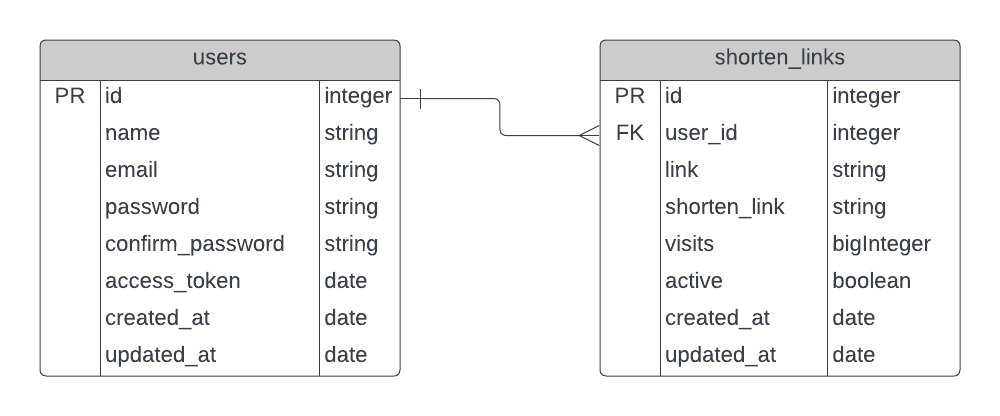 users
PR id integer
name string
email string
password string
confirm_password string
access_token date
created_at date
updated_at date
shorten_links
PR id integer
FK user_id integer
link string
shorten_link string
visits bigInteger
active boolean
created_at date
updated_at date